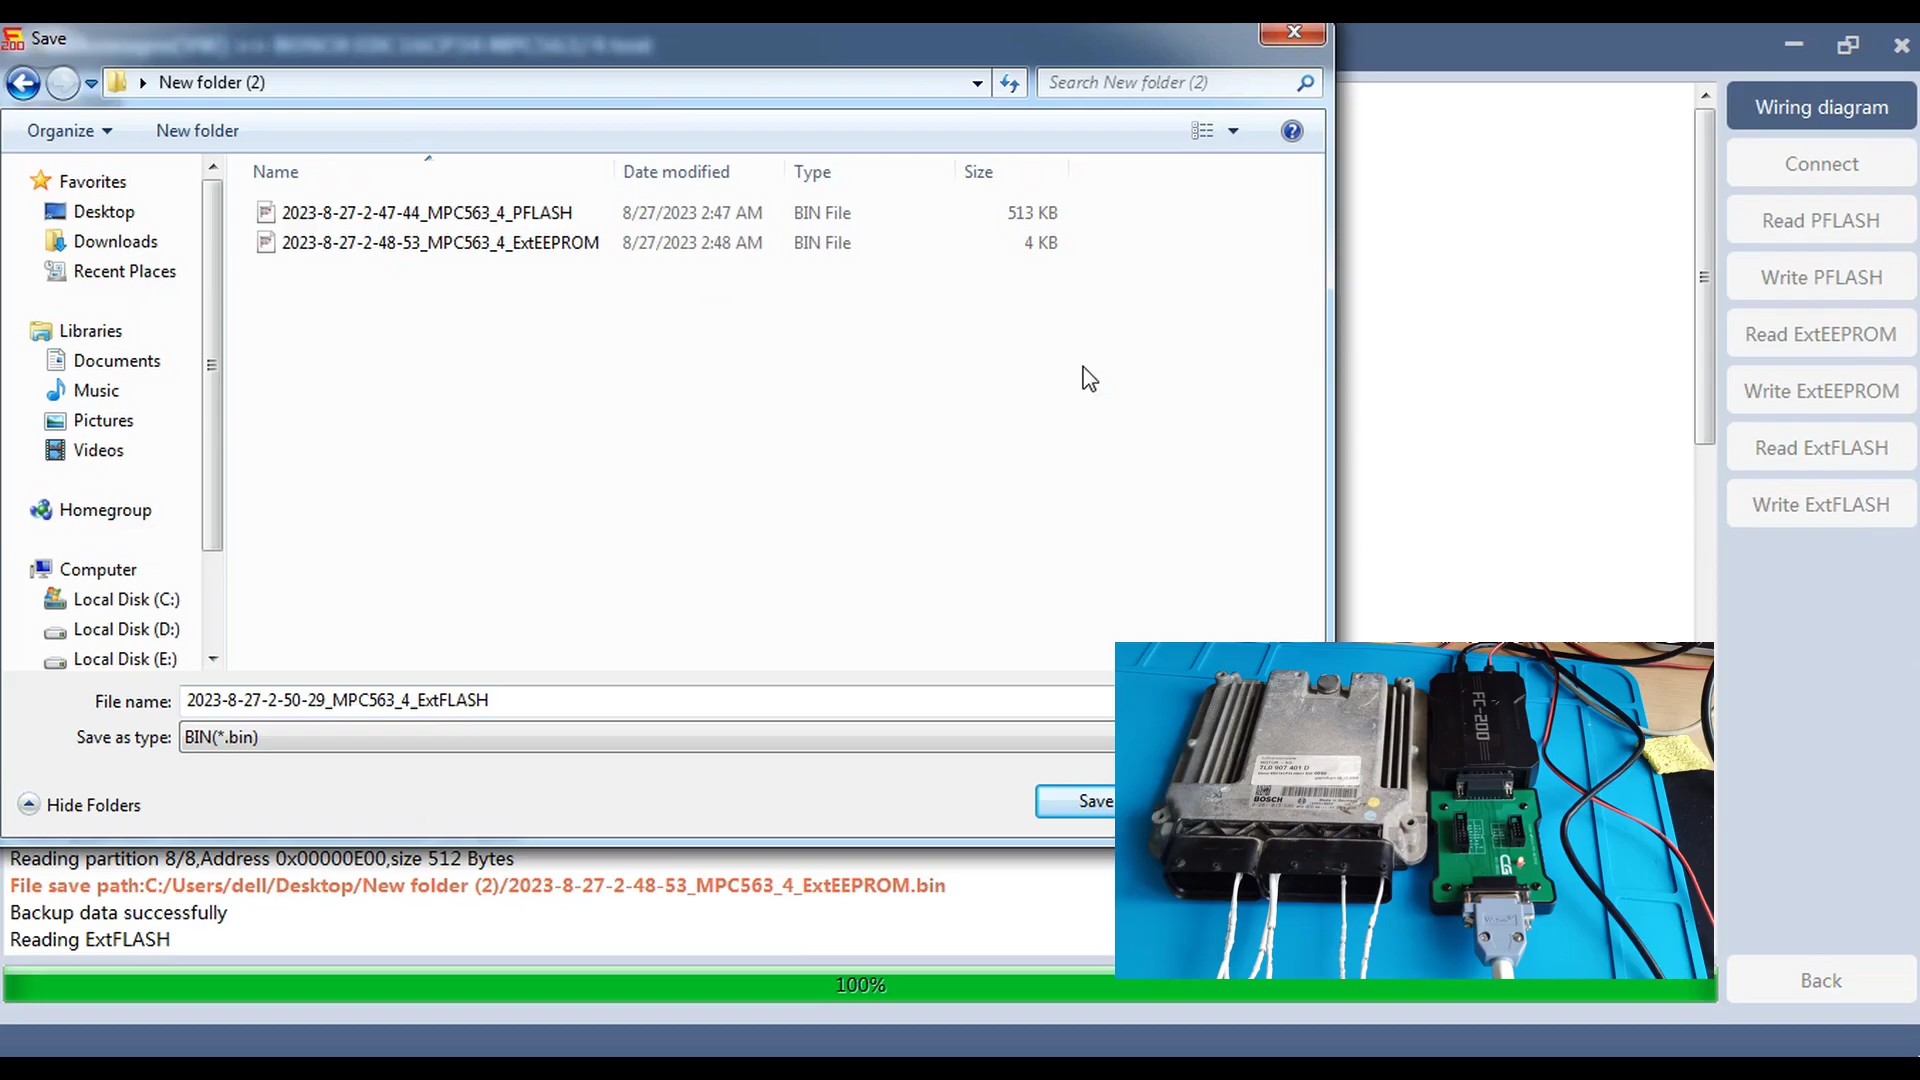 Save
New folder (2)
Search New folder (2)
Organize
New folder
Name
Date modified
Type
Size
2023-8-27-2-47-44_MPC563_4_PFLASH
8/27/2023 2:47 AM
BIN File
513 KB
2023-8-27-2-48-53_MPC563_4_ExtEEPROM
8/27/2023 2:48 AM
BIN File
4 KB
Favorites
Desktop
Downloads
Recent Places
Libraries
Documents
Music
Pictures
Videos
Homegroup
Computer
Local Disk (C:)
Local Disk (D:)
Local Disk (E:)
File name:
2023-8-27-2-50-29_MPC563_4_ExtFLASH
Save as type:
BIN(*.bin)
Hide Folders
Save
Reading partition 8/8,Address 0x00000E00,size 512 Bytes
File save path:C:/Users/dell/Desktop/New folder (2)/2023-8-27-2-48-53_MPC563_4_ExtEEPROM.bin
Backup data successfully
Reading ExtFLASH
100%
Wiring diagram
Connect
Read PFLASH
Write PFLASH
Read ExtEEPROM
Write ExtEEPROM
Read ExtFLASH
Write ExtFLASH
Back
FC-200
7L0 907 401 D
BOSCH
CG